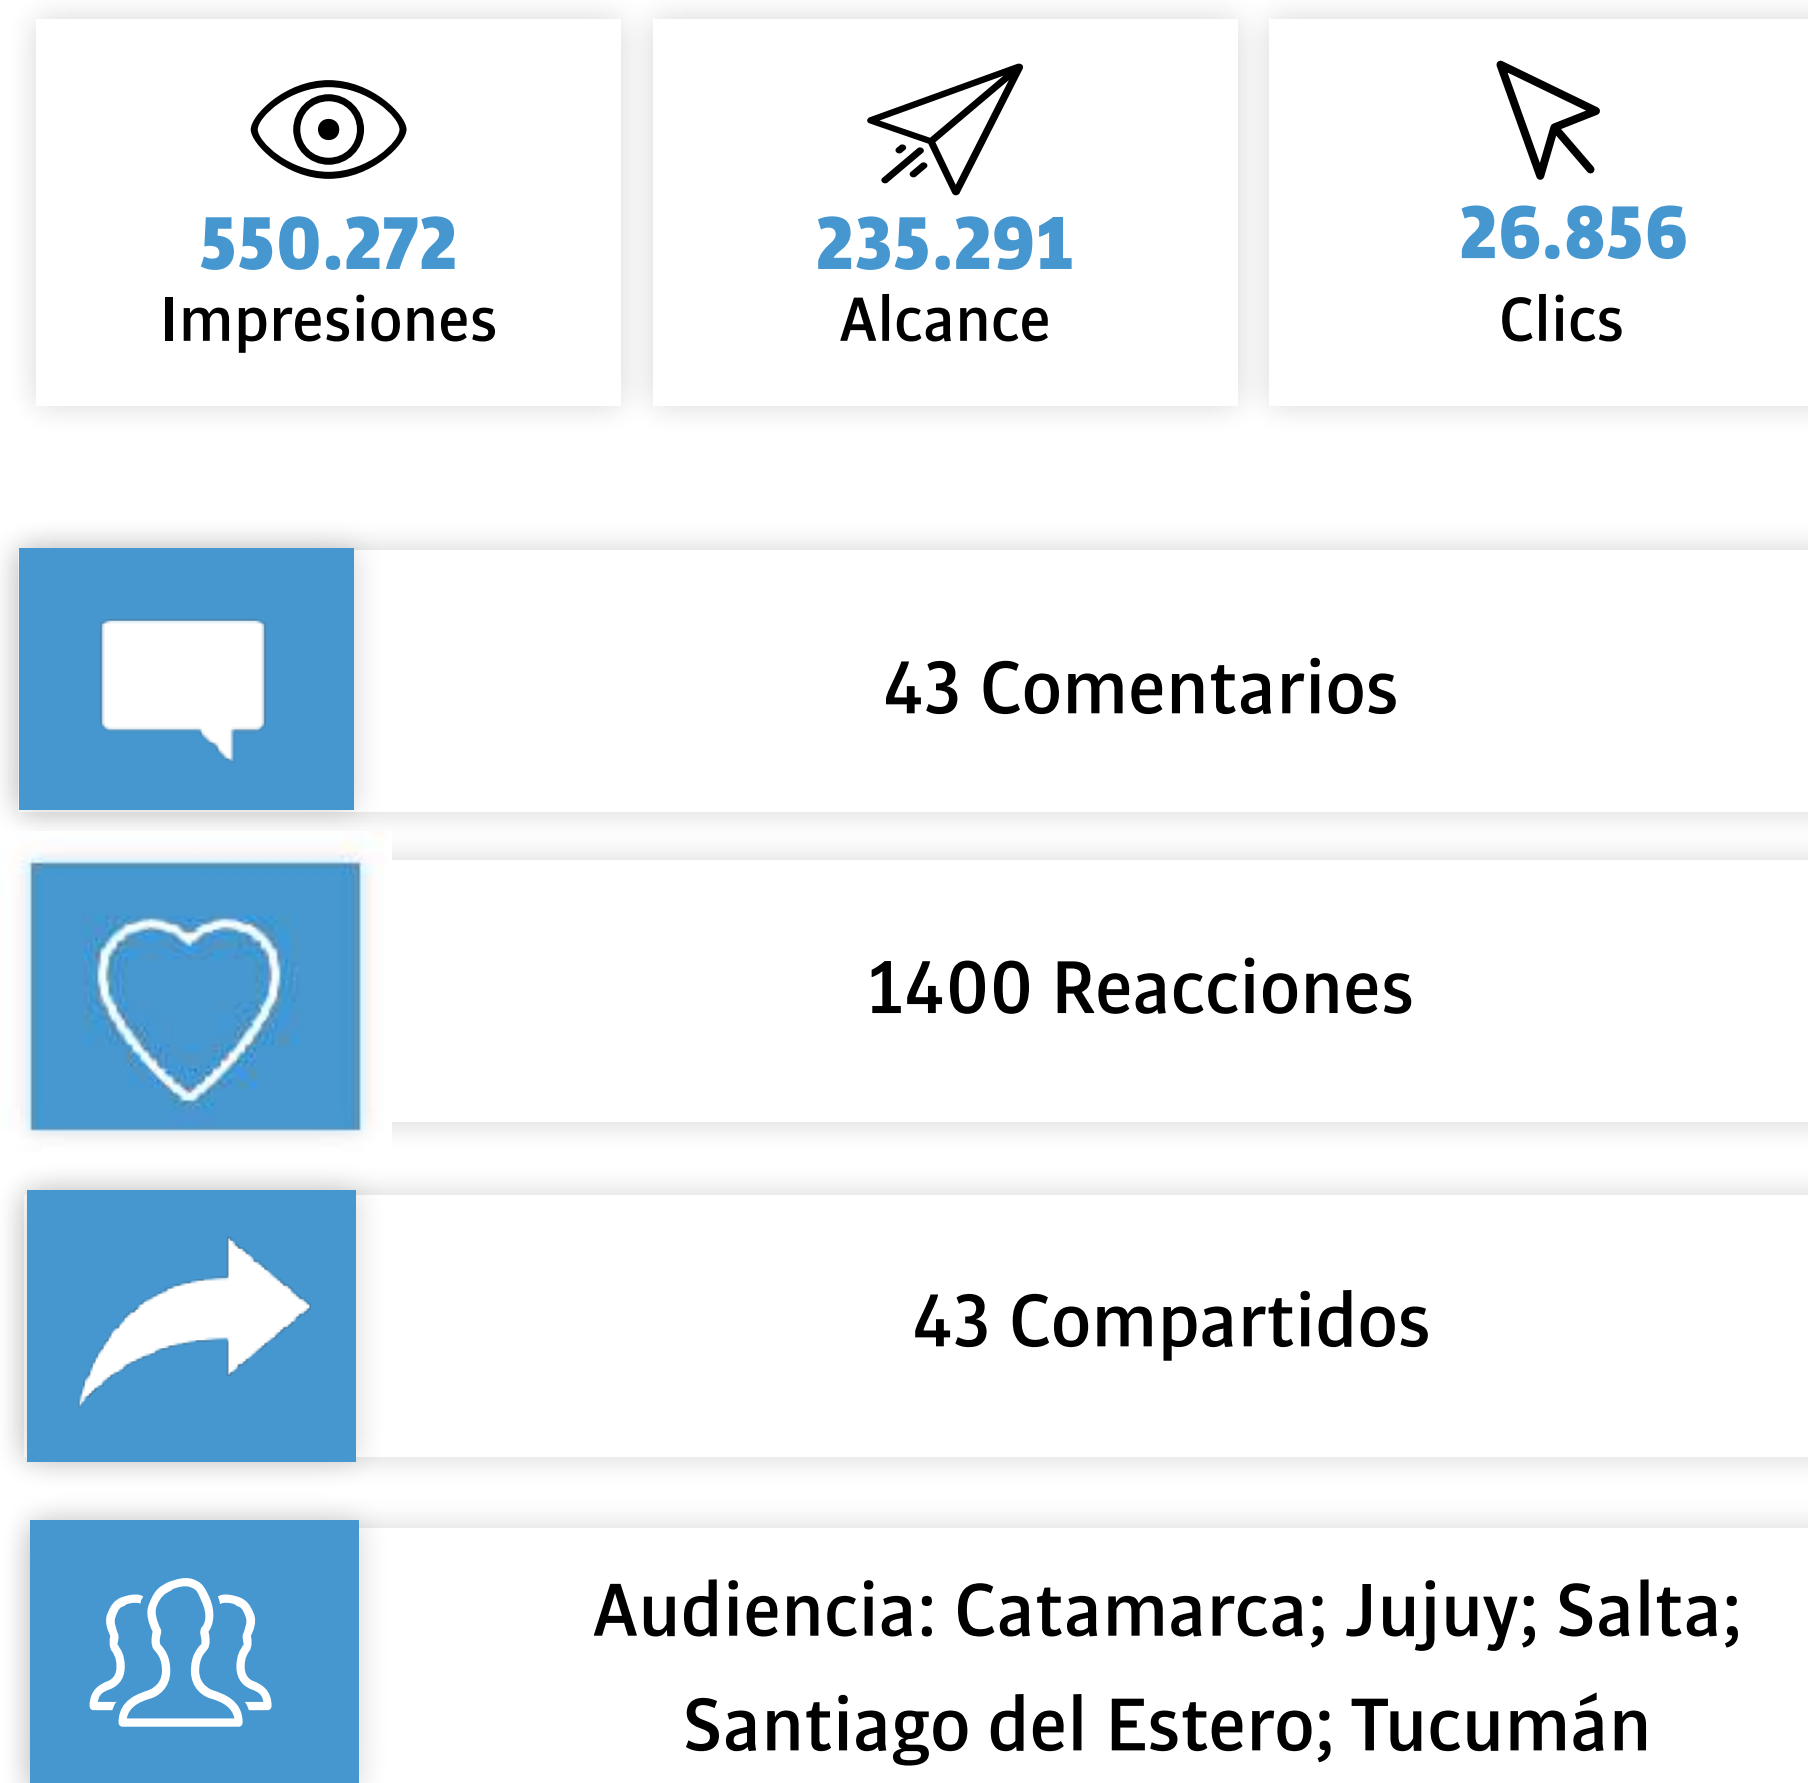 550.272
Impresiones
235.291
Alcance
26.856
Clics
43 Comentarios
1400 Reacciones
43 Compartidos
Audiencia: Catamarca; Jujuy; Salta;
Santiago del Estero; Tucumán